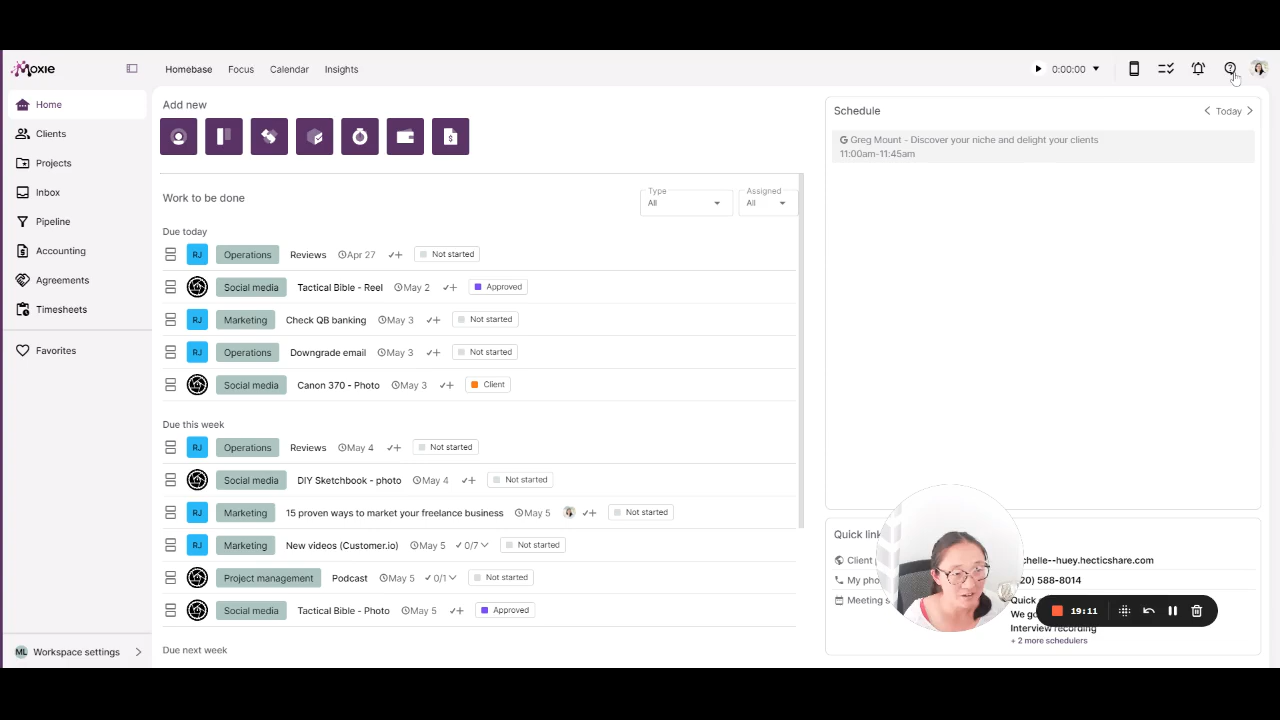 Moxie
Homebase
Focus
Calendar
Insights
0:00:00
Home
Clients
Projects
Inbox
Pipeline
Accounting
Agreements
Timesheets
Favorites
ML
Workspace settings
Add new
Work to be done
Type
All
Assigned
All
Due today
RJ Operations Reviews Apr 27 Not started
Social media Tactical Bible - Reel May 2 Approved
RJ Marketing Check QB banking May 3 Not started
RJ Operations Downgrade email May 3 Not started
Social media Canon 370 - Photo May 3 Client
Due this week
RJ Operations Reviews May 4 Not started
Social media DIY Sketchbook - photo May 4 Not started
RJ Marketing 15 proven ways to market your freelance business May 5 Not started
RJ Marketing New videos (Customer.io) May 5 0/7 Not started
Project management Podcast May 5 0/1 Not started
Social media Tactical Bible - Photo May 5 Approved
Due next week
Schedule
Today
G Greg Mount - Discover your niche and delight your clients
11:00am-11:45am
Quick
Client
chelle--huey.hecticshare.com
My
20) 588-8014
Meeting
Quick
We
Interview recording
+ 2 more schedulers
19:11